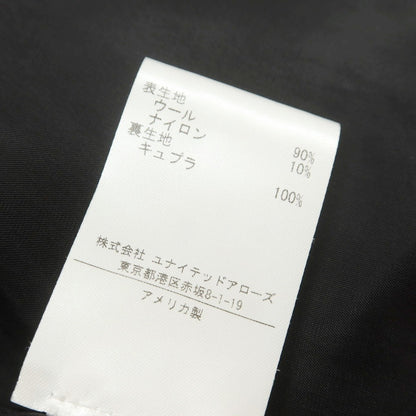 表生地
ウール 90%
ナイロン 10%
裏生地
キュプラ 100%
株式会社 ユナイテッドアローズ
東京都港区赤坂8-1-19
アメリカ製